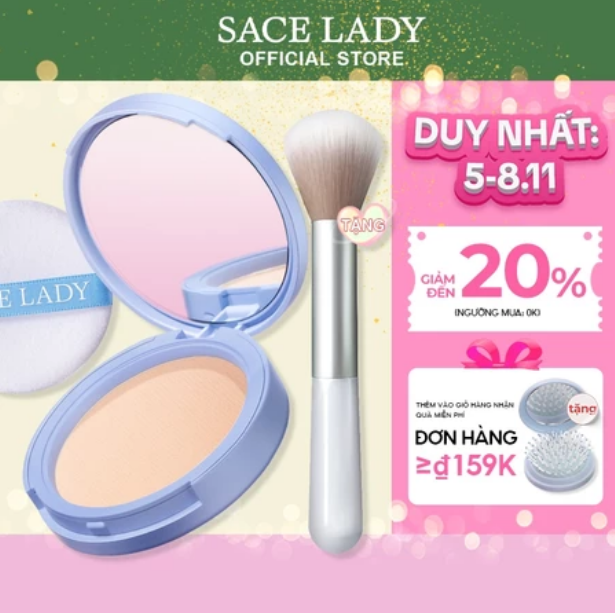 SACE LADY
OFFICIAL STORE
DUY NHẤT:
5-8.11
TẶNG
E LADY
GIẢM
ĐẾN
20%
(NGƯỠNG MUA: 0K)
THÊM VÀO GIỎ HÀNG NHẬN
QUÀ MIỄN PHÍ
tặng
ĐƠN HÀNG
≥₫159K